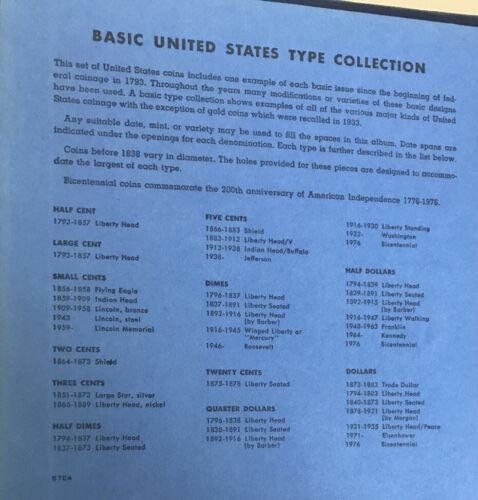 BASIC UNITED STATES TYPE COLLECTION
This set of United States coins includes one example of each basic issue since the beginning of fed-
eral coinage in 1793. Throughout the years many modifications or varieties of these basic designs
have been used. A basic type collection shows examples of all of the various major kinds of United
States coinage with the exception of gold coins which were recalled in 1933.
Any suitable date, mint, or variety may be used to fill the spaces in this album. Date spans are
indicated under the openings for each denomination. Each type is further described in the list below.
Coins before 1838 vary in diameter. The holes provided for these pieces are designed to accommo-
date the largest of each type.
Bicentennial coins commemorate the 200th anniversary of American Independence 1776-1976.
HALF CENT
1793-1857 Liberty Head
LARGE CENT
1793-1857 Liberty Head
SMALL CENTS
1856-1858 Flying Eagle
1859-1909 Indian Head
1909-1958 Lincoln, bronze
1943 Lincoln, steel
1959- Lincoln Memorial
TWO CENTS
1864-1873 Shield
THREE CENTS
1851-1873 Large Star, silver
1865-1889 Liberty Head, nickel
HALF DIMES
1794-1837 Liberty Head
1837-1873 Liberty Seated
5724
FIVE CENTS
1866-1883 Shield
1883-1912 Liberty Head/V
1913-1938 Indian Head/Buffalo
1938- Jefferson
DIMES
1796-1837 Liberty Head
1837-1891 Liberty Seated
1892-1916 Liberty Head
(by Barber)
1916-1945 Winged Liberty or
"Mercury"
1946- Roosevelt
TWENTY CENTS
1875-1878 Liberty Seated
QUARTER DOLLARS
1796-1838 Liberty Head
1838-1891 Liberty Seated
1892-1916 Liberty Head
(by Barber)
1916-1930 Liberty Standing
1932- Washington
1976 Bicentennial
HALF DOLLARS
1794-1839 Liberty Head
1839-1891 Liberty Seated
1892-1915 Liberty Head
(by Barber)
1916-1947 Liberty Walking
1948-1963 Franklin
1964- Kennedy
1976 Bicentennial
DOLLARS
1873-1883 Trade Dollar
1794-1803 Liberty Head
1840-1873 Liberty Seated
1878-1921 Liberty Head
(by Morgan)
1921-1935 Liberty Head/Peace
1971- Eisenhower
1976 Bicentennial